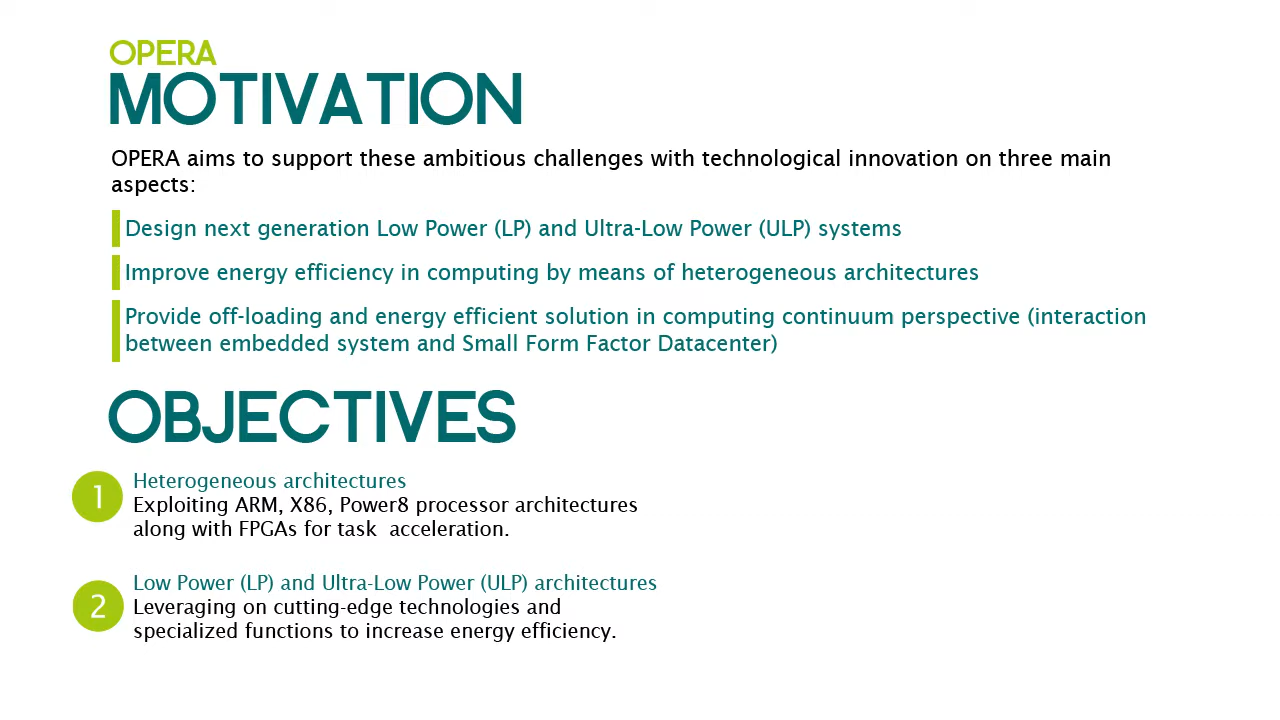 OPERA
MOTIVATION
OPERA aims to support these ambitious challenges with technological innovation on three main
aspects:
Design next generation Low Power (LP) and Ultra-Low Power (ULP) systems
Improve energy efficiency in computing by means of heterogeneous architectures
Provide off-loading and energy efficient solution in computing continuum perspective (interaction
between embedded system and Small Form Factor Datacenter)
OBJECTIVES
1
Heterogeneous architectures
Exploiting ARM, X86, Power8 processor architectures
along with FPGAs for task  acceleration.
2
Low Power (LP) and Ultra-Low Power (ULP) architectures
Leveraging on cutting-edge technologies and
specialized functions to increase energy efficiency.